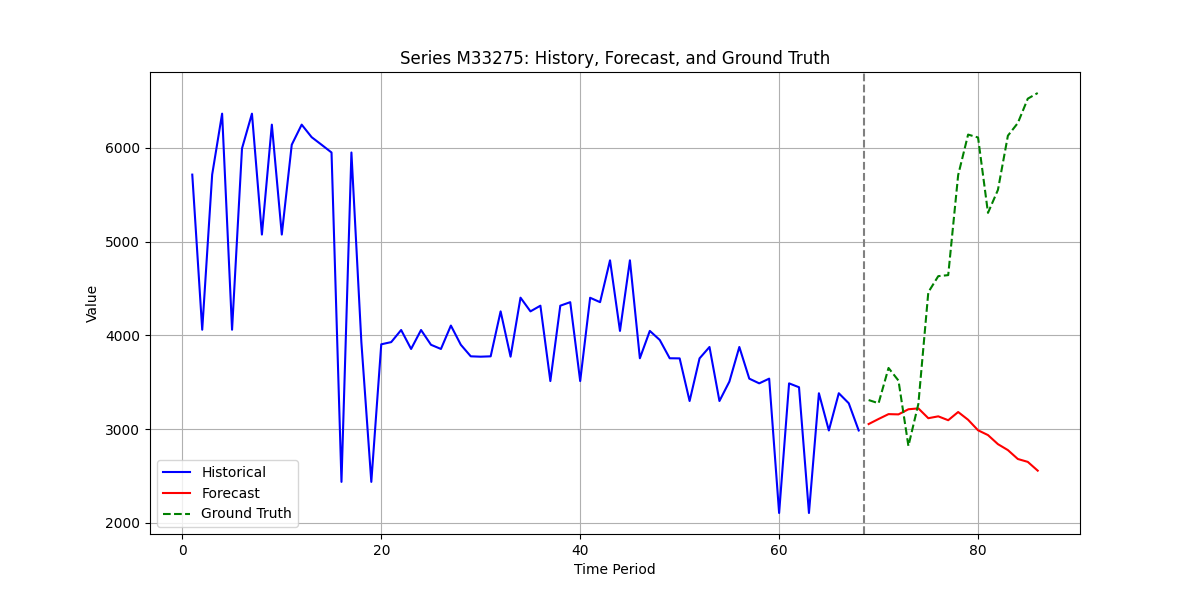 Series M33275: History, Forecast, and Ground Truth
Value
6000
5000
4000
3000
2000
Historical
Forecast
Ground Truth
0 20 40 60 80
Time Period